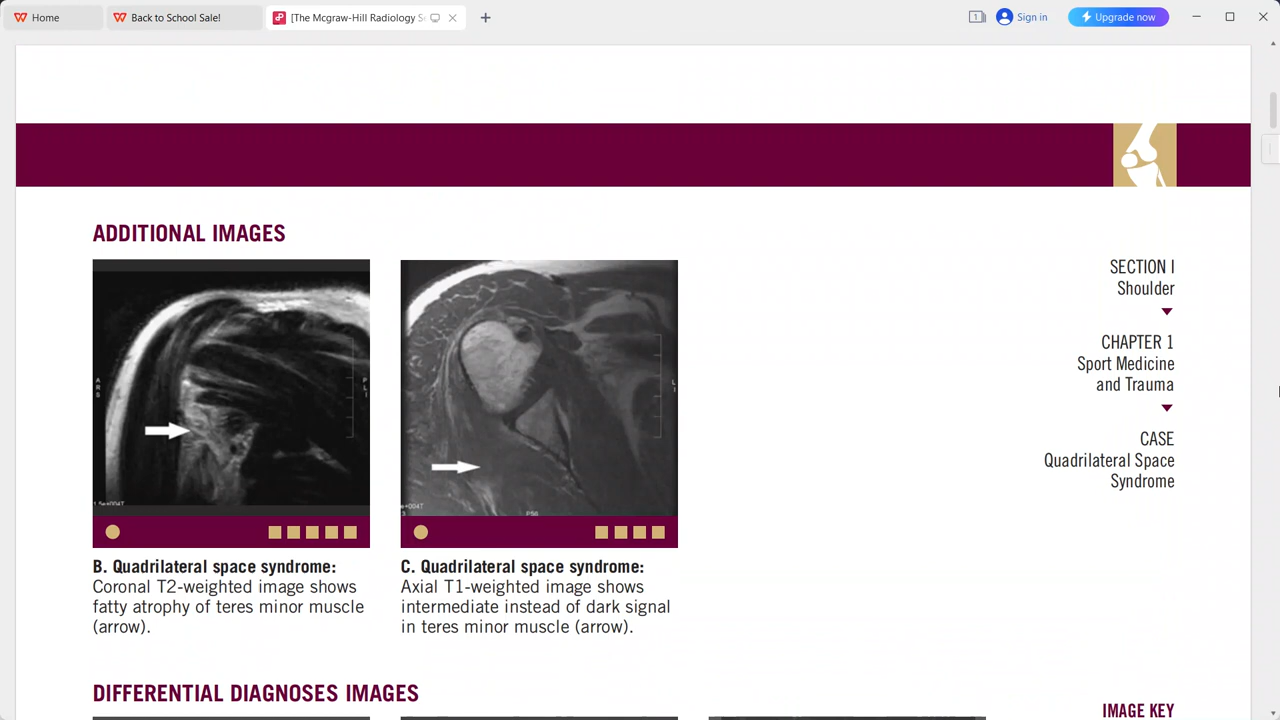 Home
Back to School Sale!
[The Mcgraw-Hill Radiology S
1
Sign in
Upgrade now
ADDITIONAL IMAGES
SECTION I
Shoulder
CHAPTER 1
Sport Medicine
and Trauma
CASE
Quadrilateral Space
Syndrome
A
R
S
P
L
I
L
I
e+004T
P56
B. Quadrilateral space syndrome:
Coronal T2-weighted image shows
fatty atrophy of teres minor muscle
(arrow).
C. Quadrilateral space syndrome:
Axial T1-weighted image shows
intermediate instead of dark signal
in teres minor muscle (arrow).
DIFFERENTIAL DIAGNOSES IMAGES
IMAGE KEY